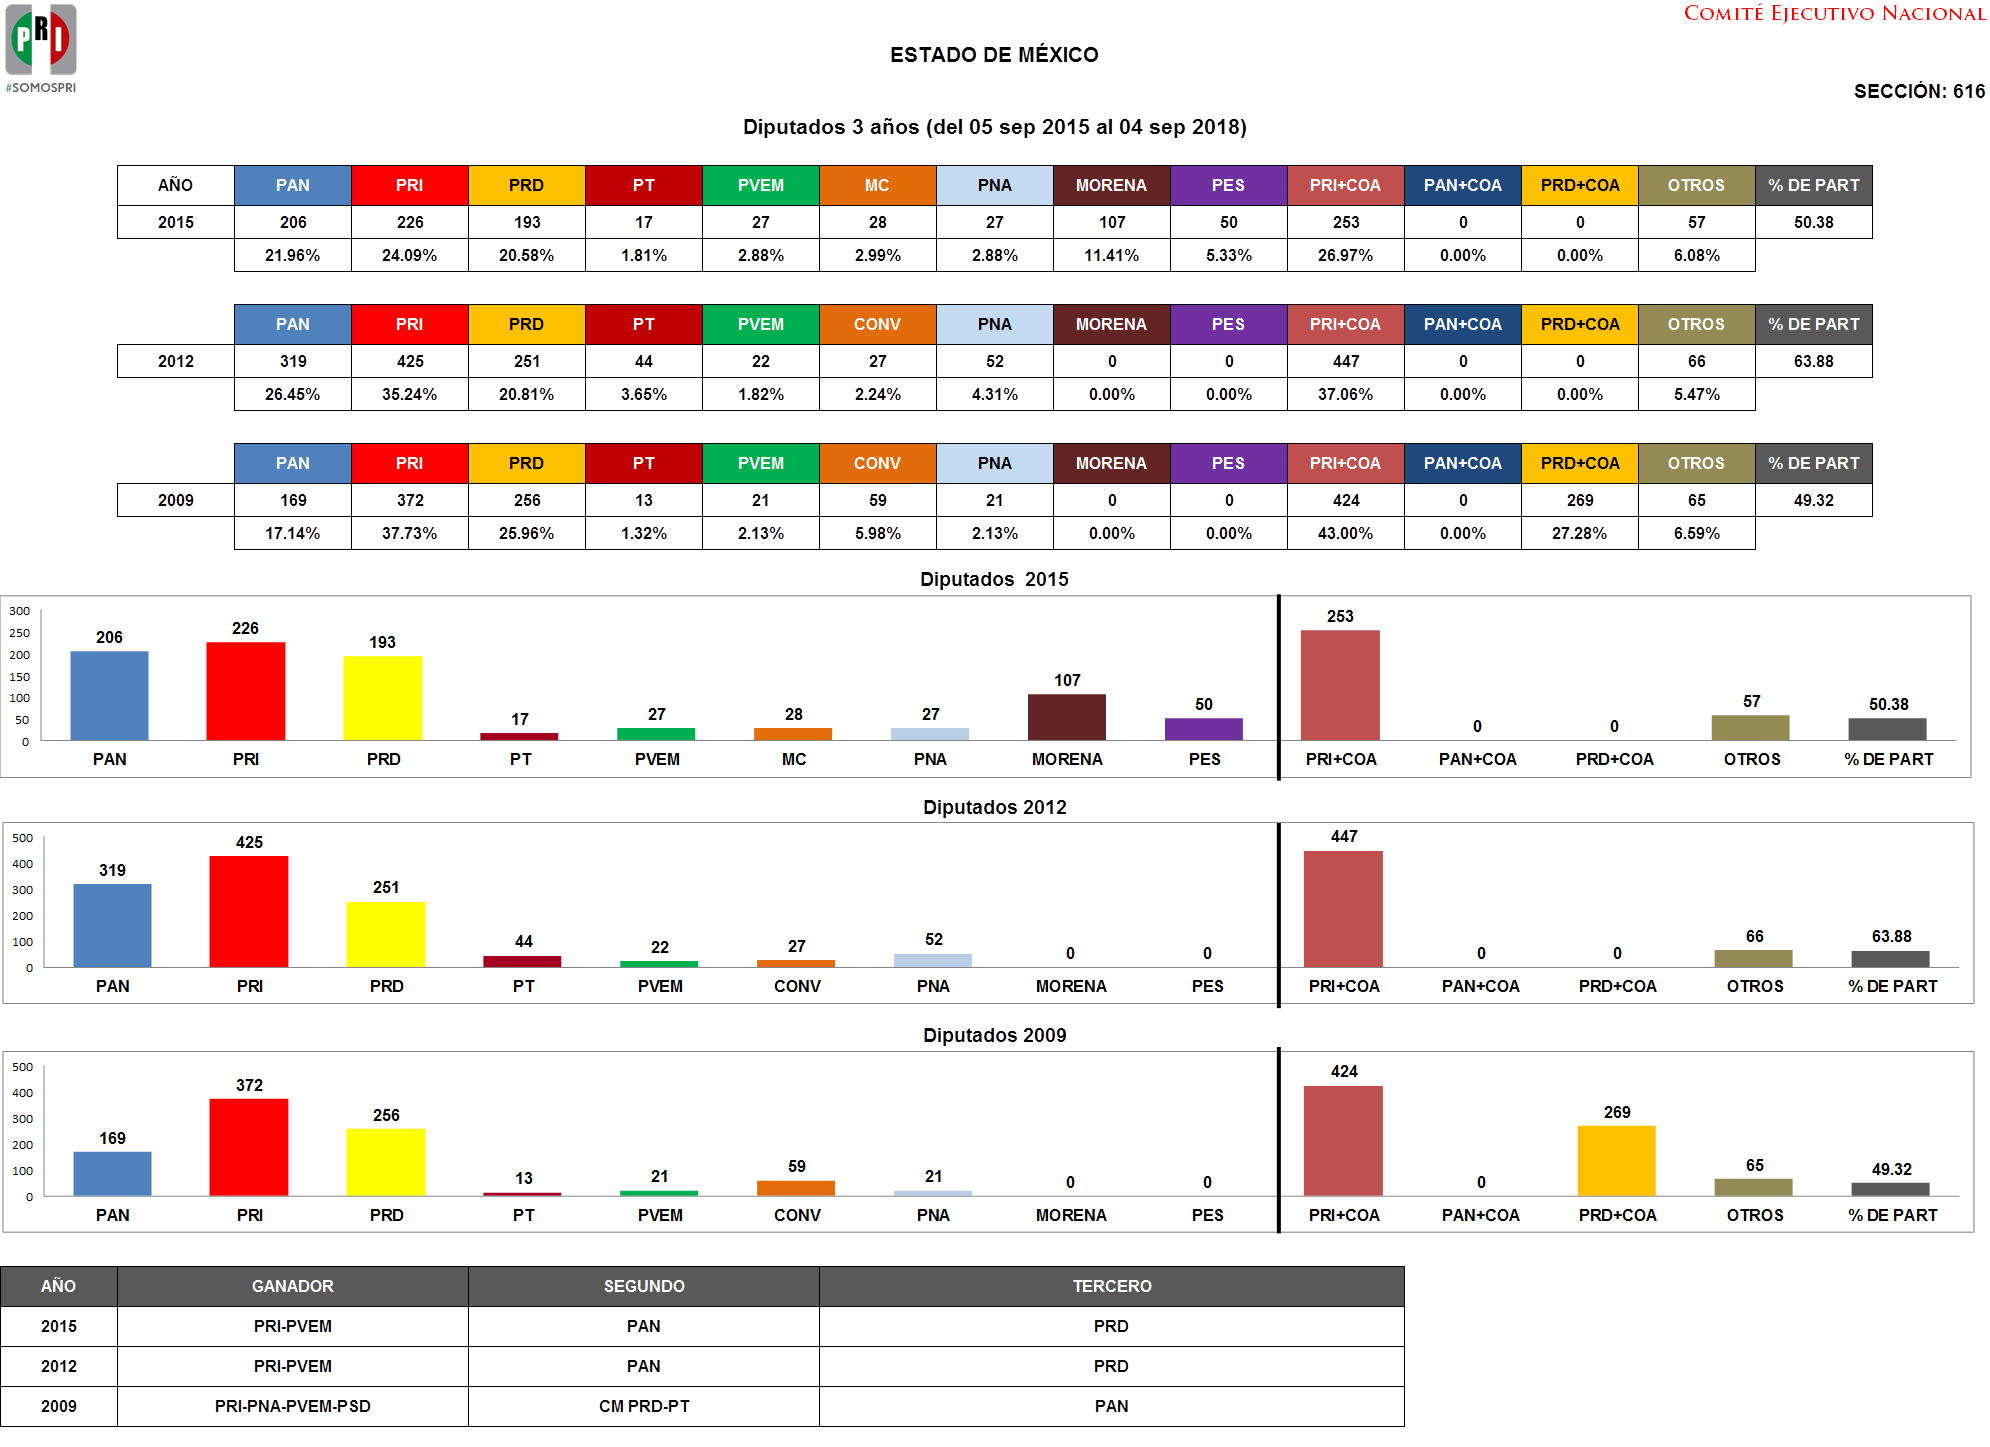 PRI
#SOMOSPRI
COMITÉ EJECUTIVO NACIONAL
ESTADO DE MÉXICO
SECCIÓN: 616
Diputados 3 años (del 05 sep 2015 al 04 sep 2018)
AÑO PAN PRI PRD PT PVEM MC PNA MORENA PES PRI+COA PAN+COA PRD+COA OTROS % DE PART
2015 206 226 193 17 27 28 27 107 50 253 0 0 57 50.38
21.96% 24.09% 20.58% 1.81% 2.88% 2.99% 2.88% 11.41% 5.33% 26.97% 0.00% 0.00% 6.08%
PAN PRI PRD PT PVEM CONV PNA MORENA PES PRI+COA PAN+COA PRD+COA OTROS % DE PART
2012 319 425 251 44 22 27 52 0 0 447 0 0 66 63.88
26.45% 35.24% 20.81% 3.65% 1.82% 2.24% 4.31% 0.00% 0.00% 37.06% 0.00% 0.00% 5.47%
PAN PRI PRD PT PVEM CONV PNA MORENA PES PRI+COA PAN+COA PRD+COA OTROS % DE PART
2009 169 372 256 13 21 59 21 0 0 424 0 269 65 49.32
17.14% 37.73% 25.96% 1.32% 2.13% 5.98% 2.13% 0.00% 0.00% 43.00% 0.00% 27.28% 6.59%
Diputados 2015
300
250
200
150
100
50
0
206 226 193 17 27 28 27 107 50 253 0 0 57 50.38
PAN PRI PRD PT PVEM MC PNA MORENA PES PRI+COA PAN+COA PRD+COA OTROS % DE PART
Diputados 2012
500
400
300
200
100
0
319 425 251 44 22 27 52 0 0 447 0 0 66 63.88
PAN PRI PRD PT PVEM CONV PNA MORENA PES PRI+COA PAN+COA PRD+COA OTROS % DE PART
Diputados 2009
500
400
300
200
100
0
169 372 256 13 21 59 21 0 0 424 0 269 65 49.32
PAN PRI PRD PT PVEM CONV PNA MORENA PES PRI+COA PAN+COA PRD+COA OTROS % DE PART
AÑO GANADOR SEGUNDO TERCERO
2015 PRI-PVEM PAN PRD
2012 PRI-PVEM PAN PRD
2009 PRI-PNA-PVEM-PSD CM PRD-PT PAN